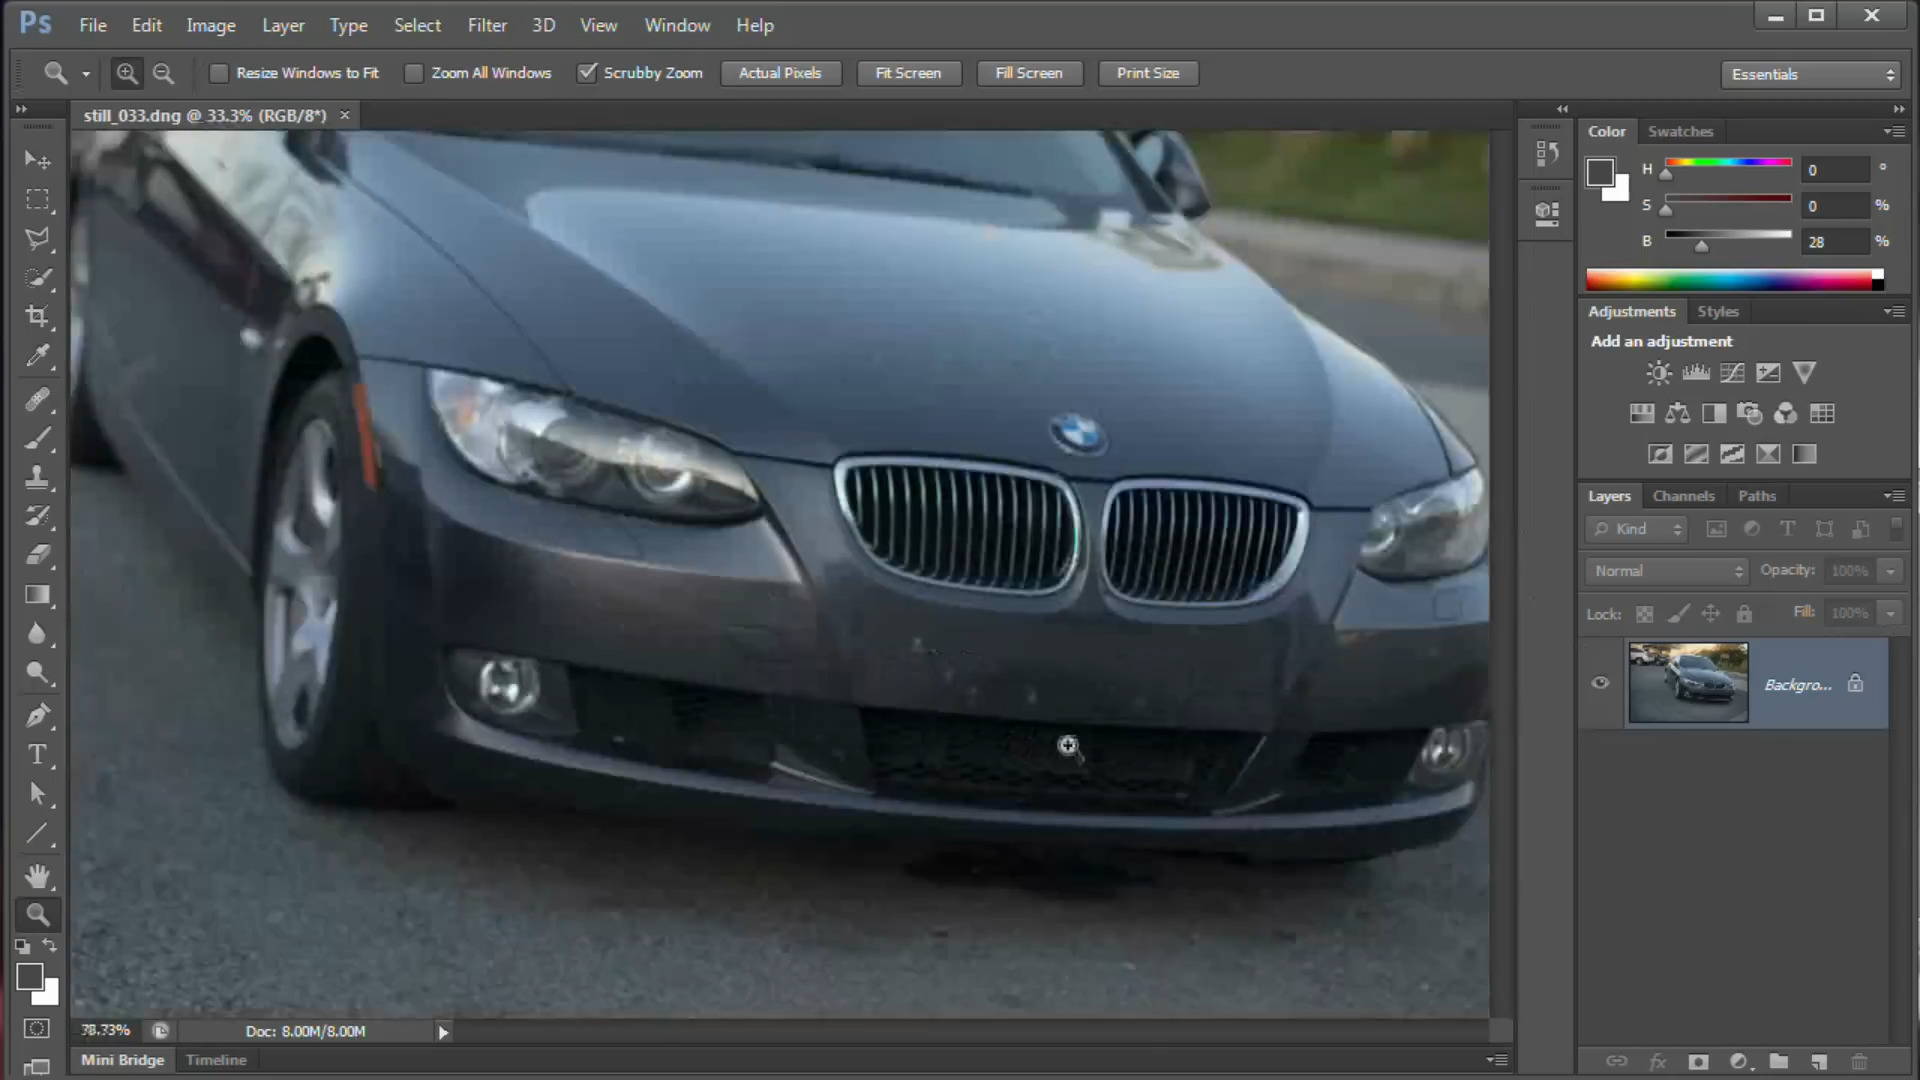 Ps File Edit Image Layer Type Select Filter 3D View Window Help
Resize Windows to Fit Zoom All Windows Scrubby Zoom Actual Pixels Fit Screen Fill Screen Print Size Essentials
still_033.dng @ 33.3% (RGB/8*) ×
Color Swatches
H 0 °
S 0 %
B 28 %
Adjustments Styles
Add an adjustment
Layers Channels Paths
Kind
Normal Opacity: 100%
Lock: Fill: 100%
Backgro...
Doc: 8.00M/8.00M
Mini Bridge Timeline